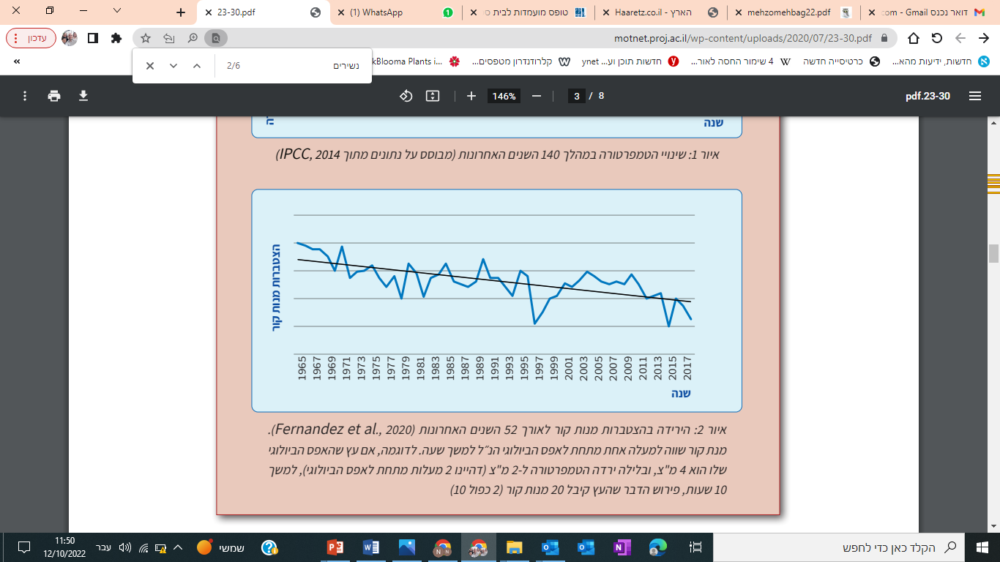 23-30.pdf
(1) WhatsApp
טופס מועמדות לבית ספ
הארץ - Haaretz.co.il
mehzomehbag22.pdf
דואר נכנס - com - Gmail
עדכון
motnet.proj.ac.il/wp-content/uploads/2020/07/23-30.pdf
»
kBlooma Plants i...
קלרודנדרון מטפסים...
חדשות תוכן וע... ynet
4 שימור החסה לאור...
כרטיסייה חדשה
חדשות, ידיעות מהא...
נשירים
2/6
146%
3 / 8
23-30.pdf
שנה
איור 1: שינויי הטמפרטורה במהלך 140 השנים האחרונות (מבוסס על נתונים מתוך IPCC, 2014)
הצטברות מנות קור
1965 1967 1969 1971 1973 1975 1977 1979 1981 1983 1985 1987 1989 1991 1993 1995 1997 1999 2001 2003 2005 2007 2009 2011 2013 2015 2017
שנה
איור 2: הירידה בהצטברות מנות קור לאורך 52 השנים האחרונות (Fernandez et al., 2020).
מנת קור שווה למעלה אחת מתחת לאפס הביולוגי הנ״ל למשך שעה. לדוגמה, אם עץ שהאפס הביולוגי
שלו הוא 4 מ"צ, ובלילה ירדה הטמפרטורה ל-2 מ"צ (דהיינו 2 מעלות מתחת לאפס הביולוגי), למשך
10 שעות, פירוש הדבר שהעץ קיבל 20 מנות קור (2 כפול 10)
הקלד כאן כדי לחפש
שמשי
עבר
11:50
12/10/2022